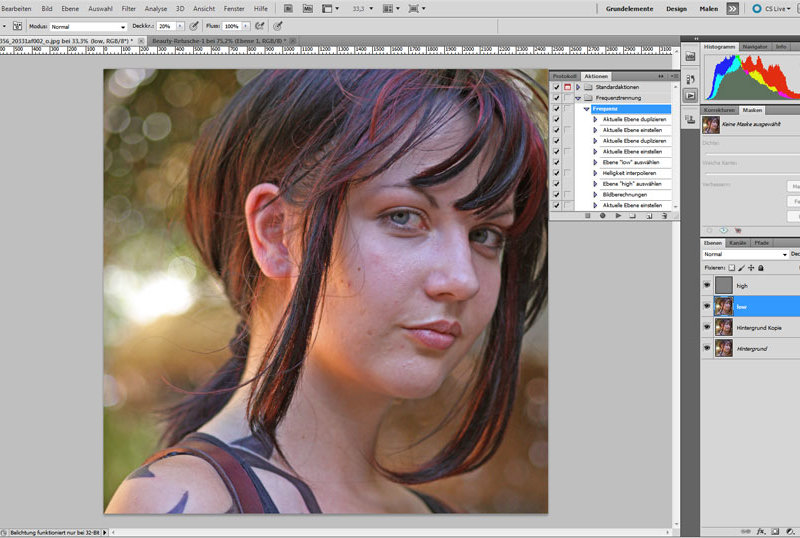 Bearbeiten Bild Ebene Auswahl Filter Analyse 3D Ansicht Fenster Hilfe 33,3 Grundelemente Design Malen CS Live
Modus: Normal Deckkr.: 20% Fluss: 100%
356_20331af002_o.jpg bei 33,3% (low, RGB/8*) * Beauty-Retusche-1 bei 75,2% (Ebene 1, RGB/8) *
Histogramm Navigator Info
Protokoll Aktionen
Standardaktionen
Frequenztrennung
Frequenz
Aktuelle Ebene duplizieren
Aktuelle Ebene einstellen
Aktuelle Ebene duplizieren
Aktuelle Ebene einstellen
Ebene "low" auswählen
Helligkeit interpolieren
Ebene "high" auswählen
Bildberechnungen
Aktuelle Ebene einstellen
Korrekturen Masken
Keine Maske ausgewählt
Dichte:
Weiche Kanten:
Verbessern:
Ebenen Kanäle Pfade
Normal
Fixieren:
high
low
Hintergrund Kopie
Hintergrund
Belichtung funktioniert nur bei 32-Bit